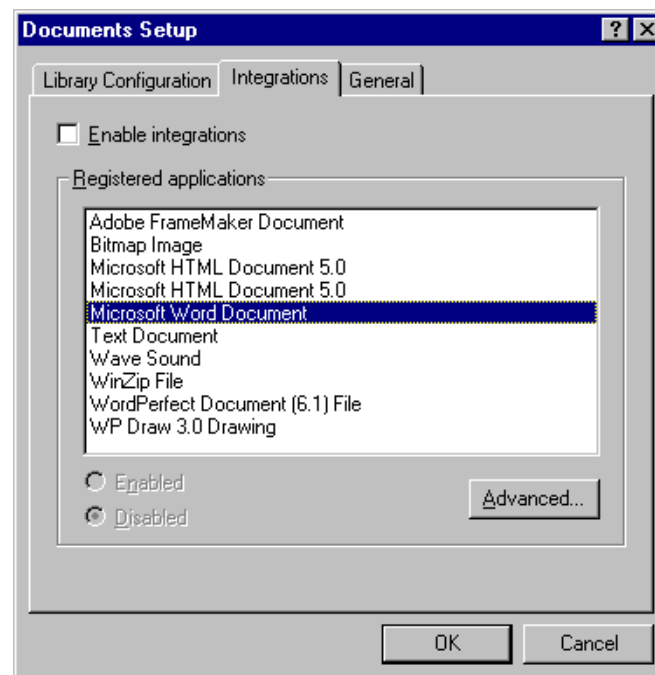 Documents Setup
Library Configuration Integrations General
Enable integrations
Registered applications
Adobe FrameMaker Document
Bitmap Image
Microsoft HTML Document 5.0
Microsoft HTML Document 5.0
Microsoft Word Document
Text Document
Wave Sound
WinZip File
WordPerfect Document (6.1) File
WP Draw 3.0 Drawing
Enabled
Disabled
Advanced...
OK Cancel